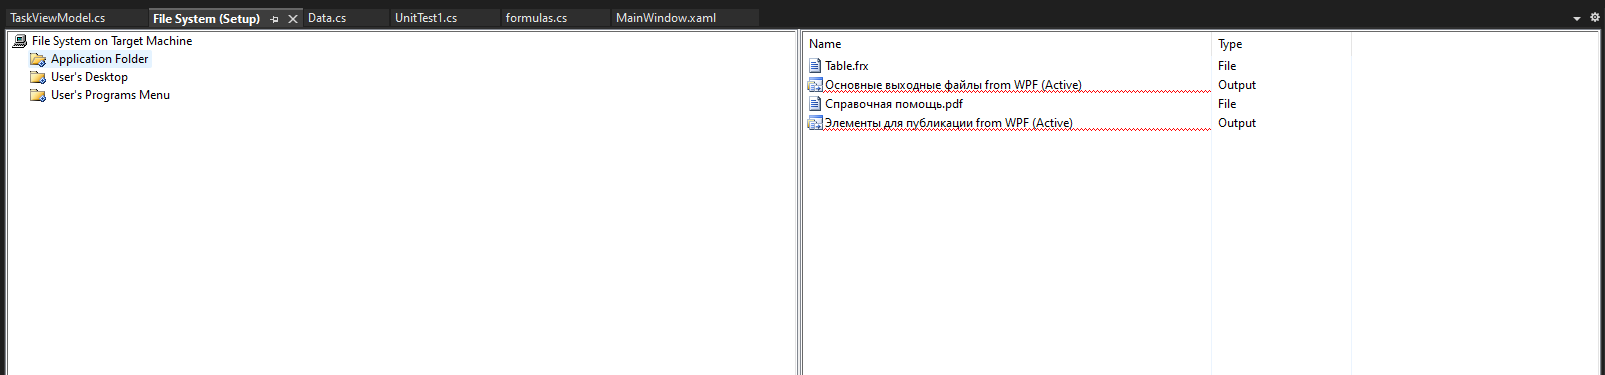 TaskViewModel.cs File System (Setup) Data.cs UnitTest1.cs formulas.cs MainWindow.xaml
File System on Target Machine
Application Folder
User's Desktop
User's Programs Menu
Name Type
Table.frx File
Основные выходные файлы from WPF (Active) Output
Справочная помощь.pdf File
Элементы для публикации from WPF (Active) Output